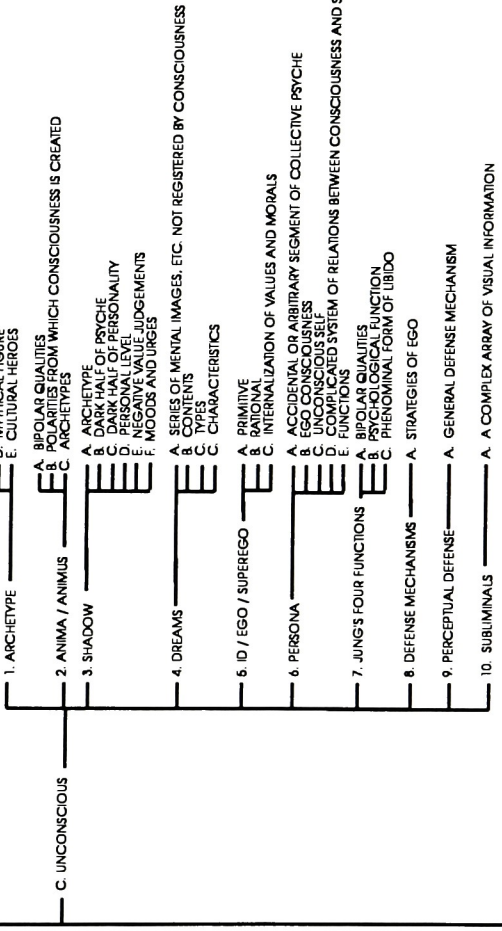 C. UNCONSCIOUS
1. ARCHETYPE
MYTHICAL FIGURE
E. CULTURAL HEROES
2. ANIMA / ANIMUS
A. BIPOLAR QUALITIES
B. POLARITIES FROM WHICH CONSCIOUSNESS IS CREATED
C. ARCHETYPES
3. SHADOW
A. ARCHETYPE
B. DARK HALF OF PSYCHE
C. DARK HALF OF PERSONALITY
D. PERSONAL LEVEL
E. NEGATIVE VALUE JUDGEMENTS
F. MOODS AND URGES
4. DREAMS
A. SERIES OF MENTAL IMAGES, ETC. NOT REGISTERED BY CONSCIOUSNESS
B. CONTENTS
C. TYPES
C. CHARACTERISTICS
5. ID / EGO / SUPEREGO
A. PRIMITIVE
B. RATIONAL
C. INTERNALIZATION OF VALUES AND MORALS
6. PERSONA
A. ACCIDENTAL OR ARBITRARY SEGMENT OF COLLECTIVE PSYCHE
B. EGO CONSCIOUSNESS
C. UNCONSCIOUS SELF
D. COMPLICATED SYSTEM OF RELATIONS BETWEEN CONSCIOUSNESS AND
E. FUNCTIONS
7. JUNG'S FOUR FUNCTIONS
A. BIPOLAR QUALITIES
B. PSYCHOLOGICAL FUNCTION
C. PHENOMINAL FORM OF LIBIDO
8. DEFENSE MECHANISMS
A. STRATEGIES OF EGO
9. PERCEPTUAL DEFENSE
A. GENERAL DEFENSE MECHANISM
10. SUBLIMINALS
A. A COMPLEX ARRAY OF VISUAL INFORMATION